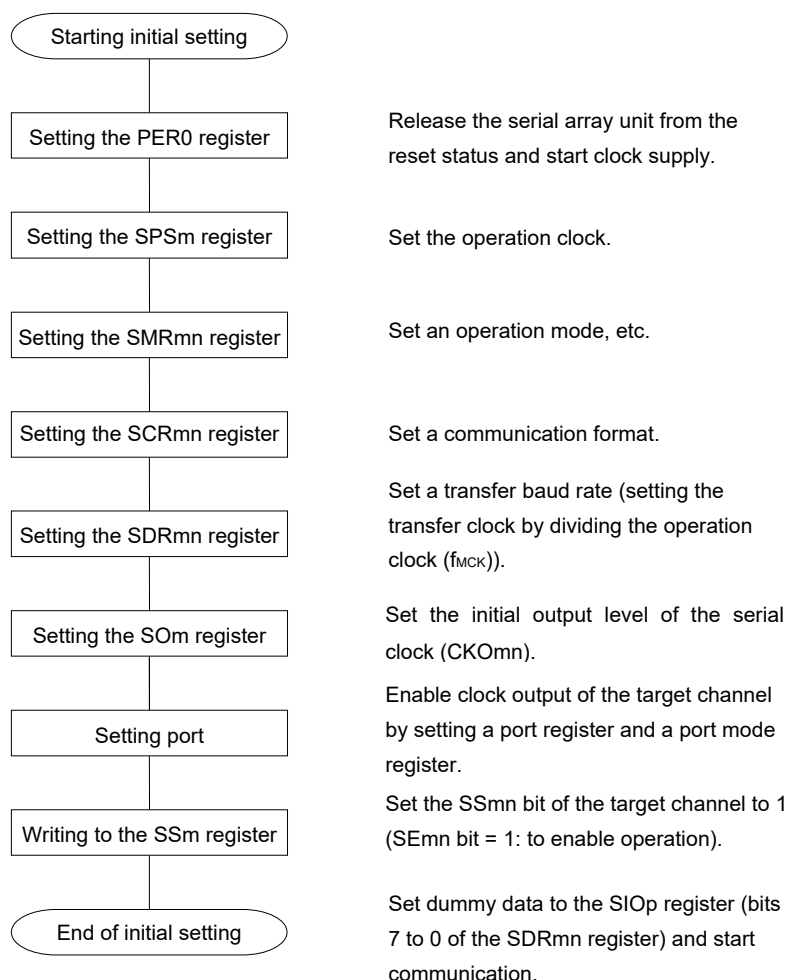 Starting initial setting
Setting the PER0 register
Release the serial array unit from the
reset status and start clock supply.
Setting the SPSm register
Set the operation clock.
Setting the SMRmn register
Set an operation mode, etc.
Setting the SCRmn register
Set a communication format.
Setting the SDRmn register
Set a transfer baud rate (setting the
transfer clock by dividing the operation
clock (fMCK)).
Setting the SOm register
Set the initial output level of the serial
clock (CKOmn).
Setting port
Enable clock output of the target channel
by setting a port register and a port mode
register.
Writing to the SSm register
Set the SSmn bit of the target channel to 1
(SEmn bit = 1: to enable operation).
End of initial setting
Set dummy data to the SIOp register (bits
7 to 0 of the SDRmn register) and start
communication.